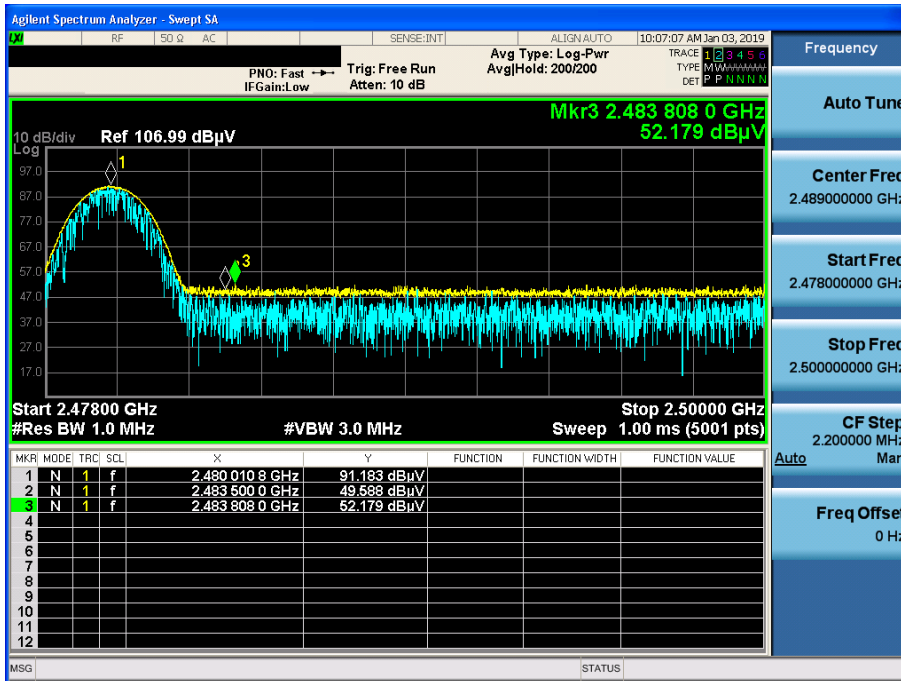 Agilent Spectrum Analyzer - Swept SA
LXI RF 50 Ω AC SENSE:INT ALIGN AUTO 10:07:07 AM Jan 03, 2019
PNO: Fast
IFGain:Low
Trig: Free Run
Atten: 10 dB
Avg Type: Log-Pwr
Avg|Hold: 200/200
TRACE 1 2 3 4 5 6
TYPE MWWWWW
DET P P N N N N
Mkr3 2.483 808 0 GHz
52.179 dBµV
10 dB/div Ref 106.99 dBµV
Log
97.0
87.0
77.0
67.0
57.0
47.0
37.0
27.0
17.0
1
3
Start 2.47800 GHz Stop 2.50000 GHz
#Res BW 1.0 MHz #VBW 3.0 MHz Sweep 1.00 ms (5001 pts)
MKR MODE TRC SCL X Y FUNCTION FUNCTION WIDTH FUNCTION VALUE
1 N 1 f 2.480 010 8 GHz 91.183 dBµV
2 N 1 f 2.483 500 0 GHz 49.588 dBµV
3 N 1 f 2.483 808 0 GHz 52.179 dBµV
4
5
6
7
8
9
10
11
12
MSG STATUS
Frequency
Auto Tune
Center Freq
2.489000000 GHz
Start Freq
2.478000000 GHz
Stop Freq
2.500000000 GHz
CF Step
2.200000 MHz
Auto Man
Freq Offset
0 Hz